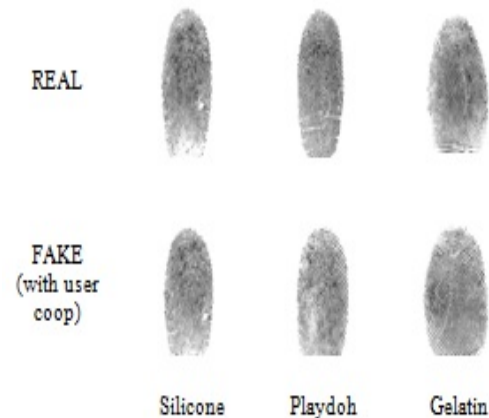 REAL
FAKE
(with user
coop)
Silicone Playdoh Gelatin